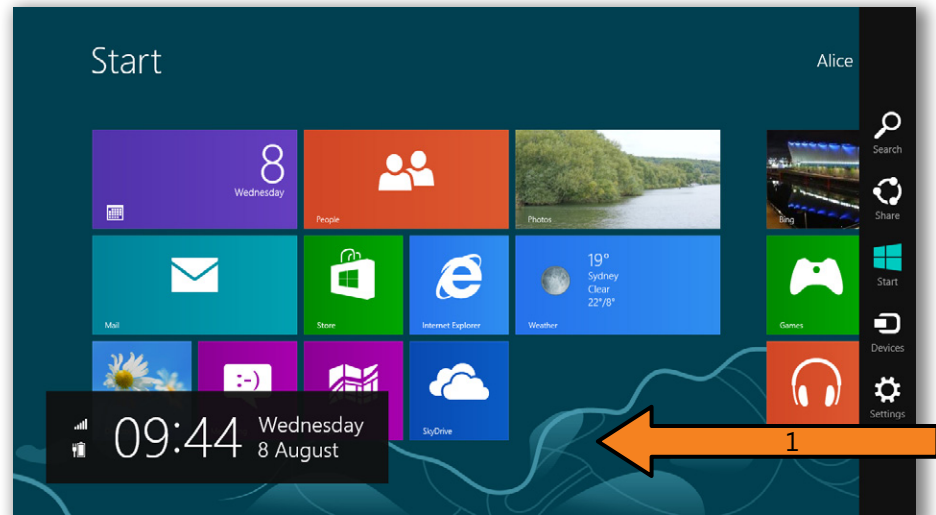 Start
Alice
Search
8
Wednesday
People
Photos
Bing
Share
19°
Sydney
Clear
22°/8°
Start
Mail
Store
Internet Explorer
Weather
Games
Devices
:-)
SkyDrive
Settings
09:44
Wednesday
8 August
1